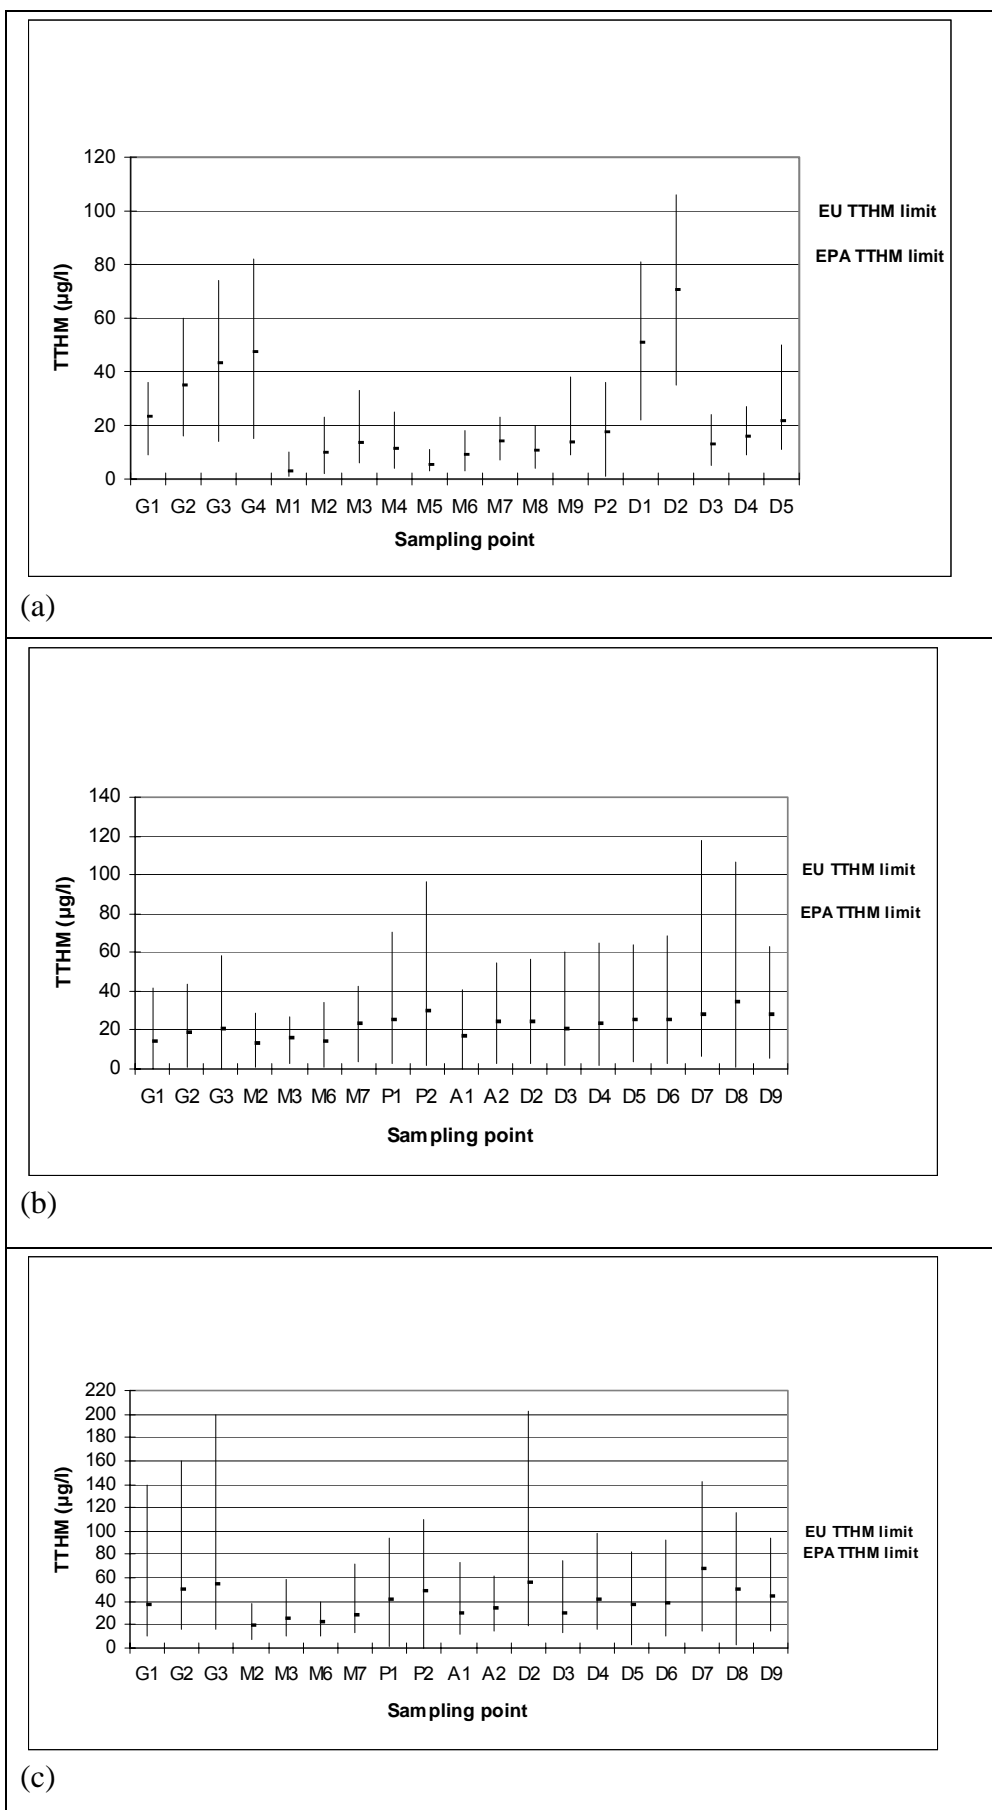 120
100
80
60
40
20
0
TTHM (µg/l)
G1 G2 G3 G4 M1 M2 M3 M4 M5 M6 M7 M8 M9 P2 D1 D2 D3 D4 D5
Sampling point
EU TTHM limit
EPA TTHM limit
(a)
140
120
100
80
60
40
20
0
TTHM (µg/l)
G1 G2 G3 M2 M3 M6 M7 P1 P2 A1 A2 D2 D3 D4 D5 D6 D7 D8 D9
Sampling point
EU TTHM limit
EPA TTHM limit
(b)
220
200
180
160
140
120
100
80
60
40
20
0
TTHM (µg/l)
G1 G2 G3 M2 M3 M6 M7 P1 P2 A1 A2 D2 D3 D4 D5 D6 D7 D8 D9
Sampling point
EU TTHM limit
EPA TTHM limit
(c)